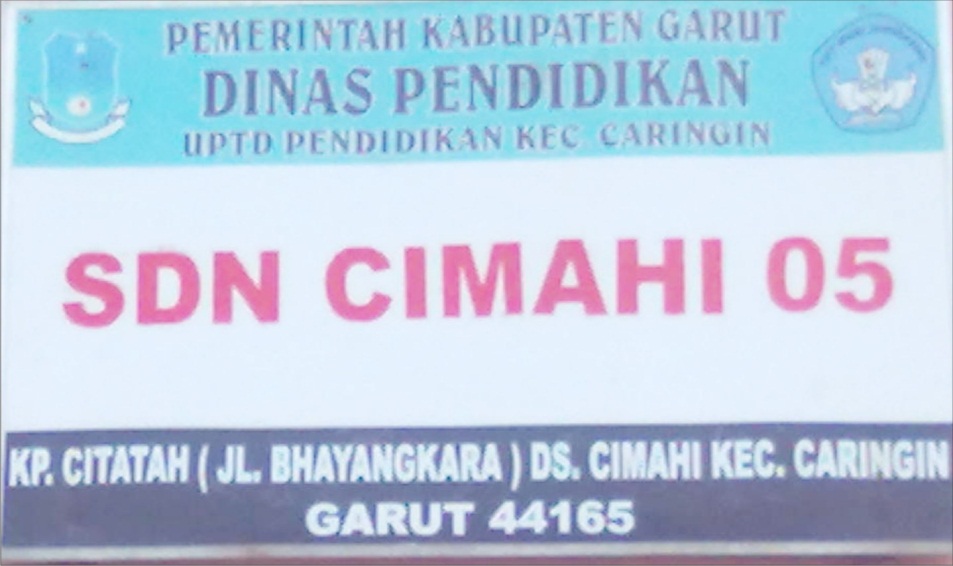 PEMERINTAH KABUPATEN GARUT
DINAS PENDIDIKAN
UPTD PENDIDIKAN KEC CARINGIN
SDN CIMAHI 05
KP. CITATAH ( JL. BHAYANGKARA ) DS. CIMAHI KEC. CARINGIN
GARUT 44165